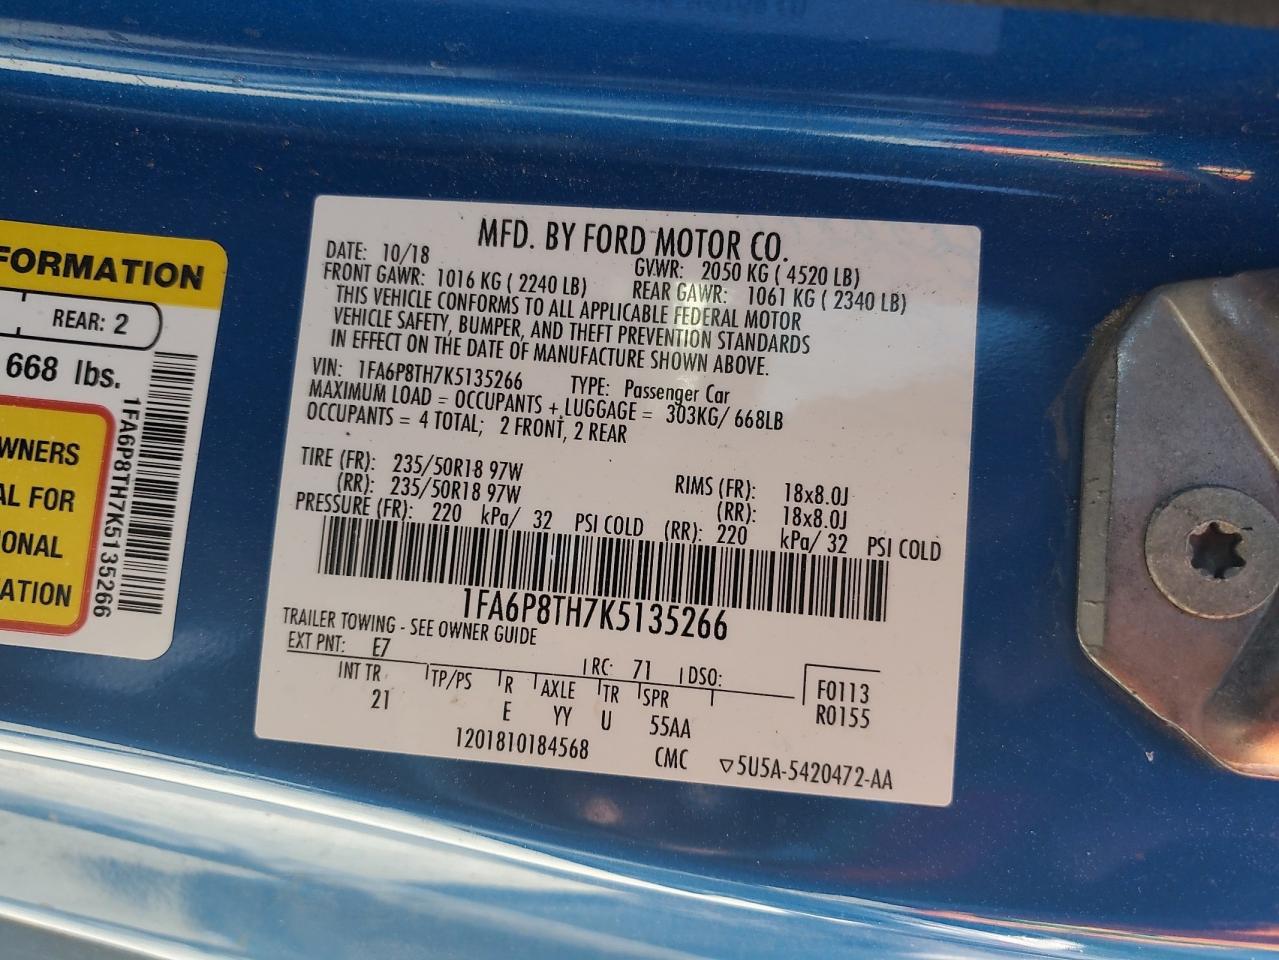 FORMATION
REAR: 2
668 lbs.
WNERS
AL FOR
ONAL
ATION
1FA6P8TH7K5135266
MFD. BY FORD MOTOR CO.
DATE: 10/18 GVWR: 2050 KG ( 4520 LB)
FRONT GAWR: 1016 KG ( 2240 LB) REAR GAWR: 1061 KG ( 2340 LB)
THIS VEHICLE CONFORMS TO ALL APPLICABLE FEDERAL MOTOR
VEHICLE SAFETY, BUMPER, AND THEFT PREVENTION STANDARDS
IN EFFECT ON THE DATE OF MANUFACTURE SHOWN ABOVE.
VIN: 1FA6P8TH7K5135266 TYPE: Passenger Car
MAXIMUM LOAD = OCCUPANTS + LUGGAGE = 303KG/ 668LB
OCCUPANTS = 4 TOTAL; 2 FRONT, 2 REAR
TIRE (FR): 235/50R18 97W RIMS (FR): 18x8.0J
(RR): 235/50R18 97W (RR): 18x8.0J
PRESSURE (FR): 220 kPa/ 32 PSI COLD (RR): 220 kPa/ 32 PSI COLD
1FA6P8TH7K5135266
TRAILER TOWING - SEE OWNER GUIDE
EXT PNT: E7 RC: 71 DSO:
INT TR TP/PS R AXLE TR SPR F0113
21 E YY U 55AA R0155
1201810184568 CMC ▽5U5A-5420472-AA